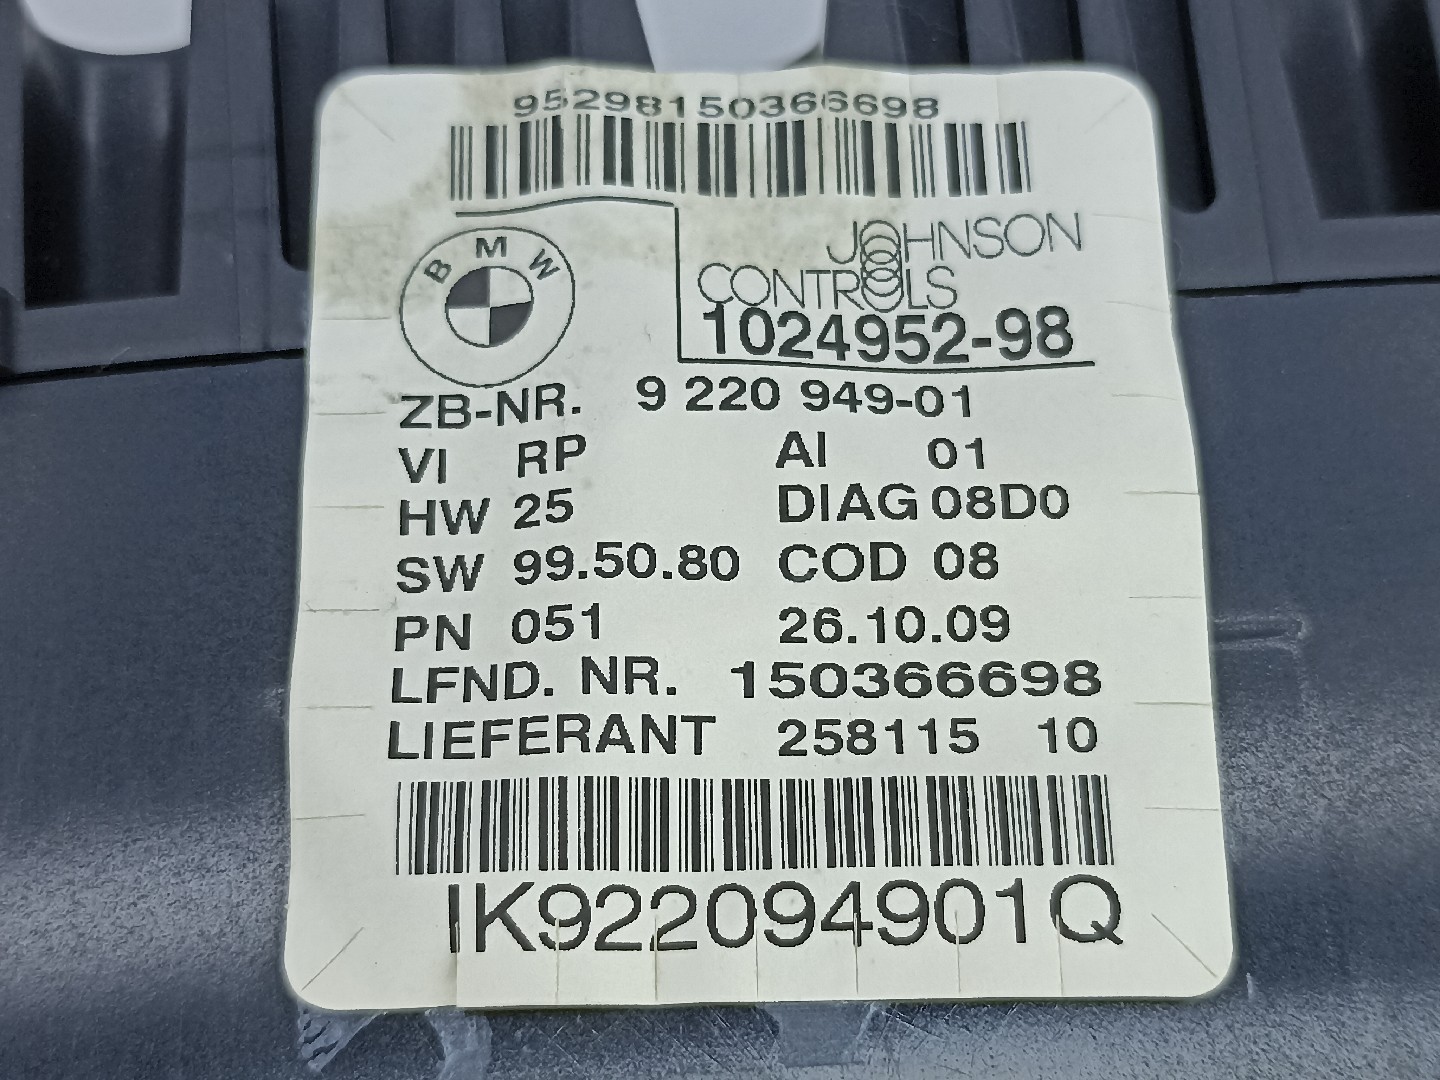 95298150366698
BMW
JOHNSON
CONTROLS
1024952-98
ZB-NR. 9 220 949-01
VI RP AI 01
HW 25 DIAG 08D0
SW 99.50.80 COD 08
PN 051 26.10.09
LFND. NR. 150366698
LIEFERANT 258115 10
IK922094901Q